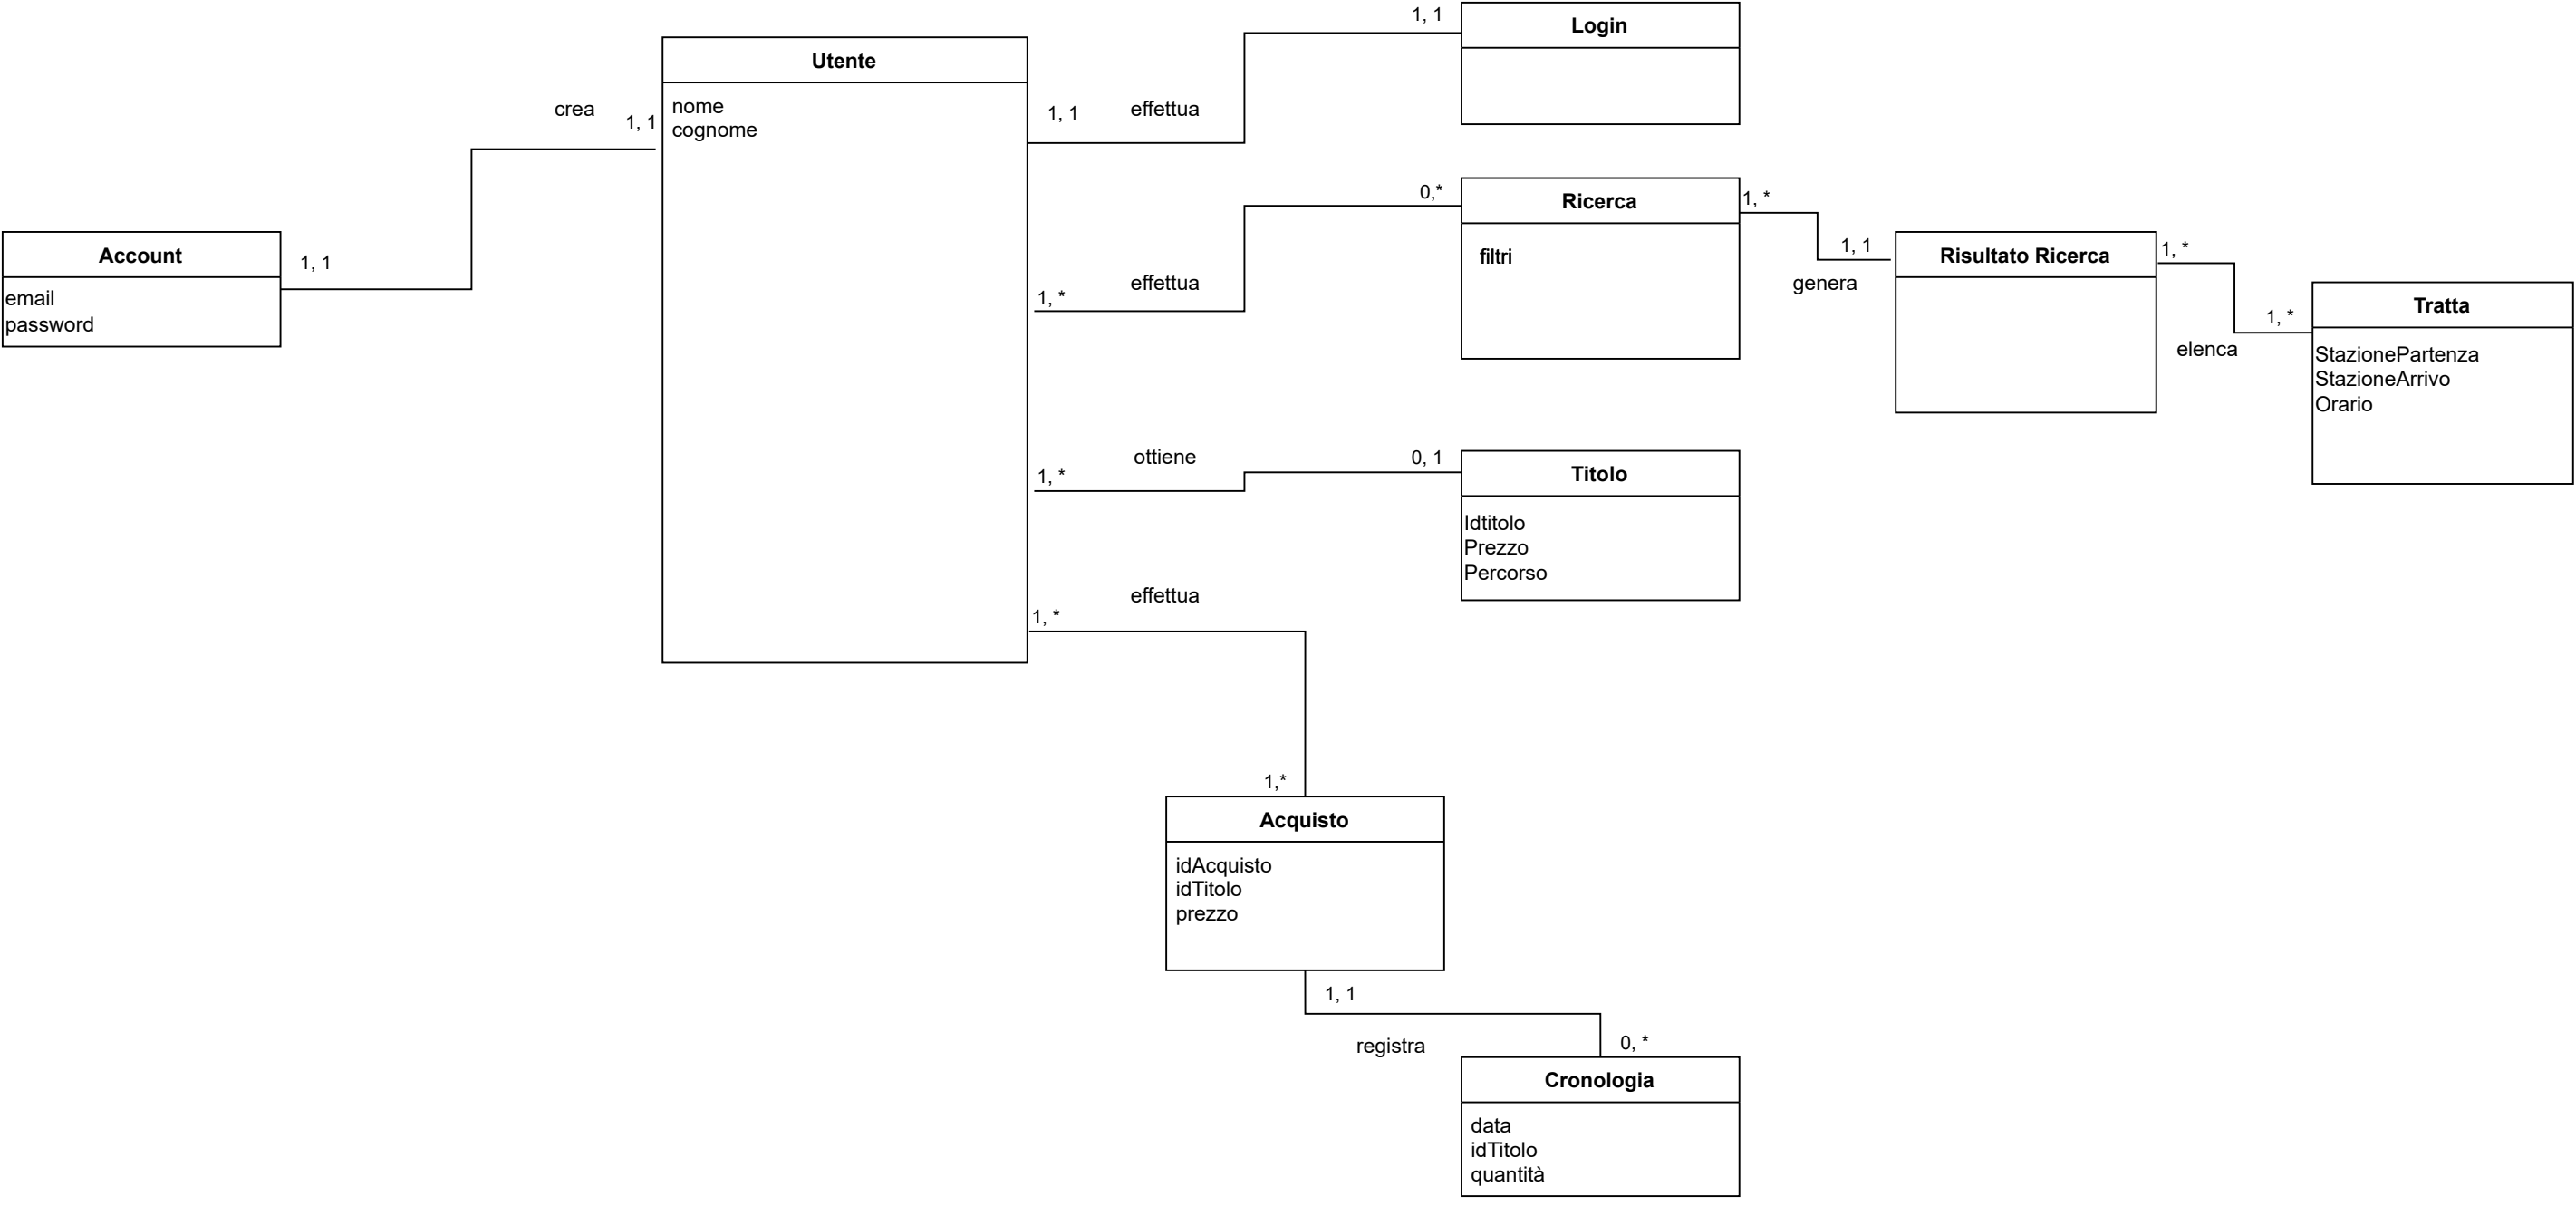 Account
email
password
1, 1
crea
1, 1
Utente
nome
cognome
1, 1
effettua
1, 1
Login
1, *
effettua
0,*
Ricerca
filtri
1, *
1, 1
genera
Risultato Ricerca
1, *
1, *
elenca
Tratta
StazionePartenza
StazioneArrivo
Orario
1, *
ottiene
0, 1
Titolo
Idtitolo
Prezzo
Percorso
1, *
effettua
1,*
Acquisto
idAcquisto
idTitolo
prezzo
1, 1
registra
0, *
Cronologia
data
idTitolo
quantità